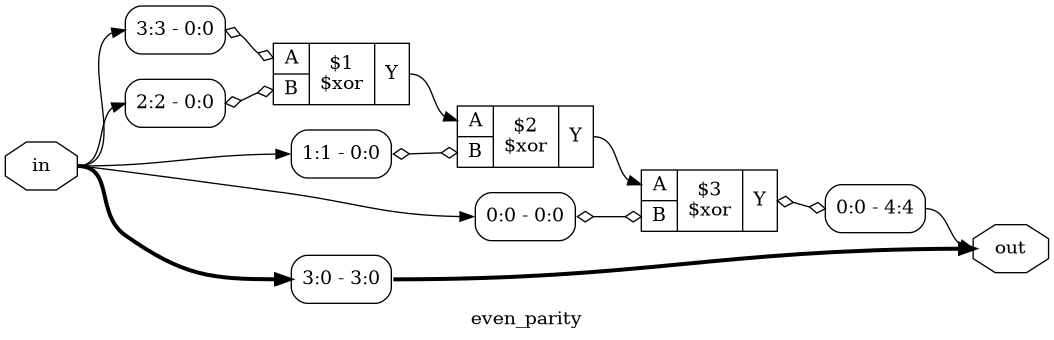 3:3 - 0:0
A
B
$1
$xor
Y
2:2 - 0:0
in
1:1 - 0:0
A
B
$2
$xor
Y
0:0 - 0:0
A
B
$3
$xor
Y
0:0 - 4:4
out
3:0 - 3:0
even_parity